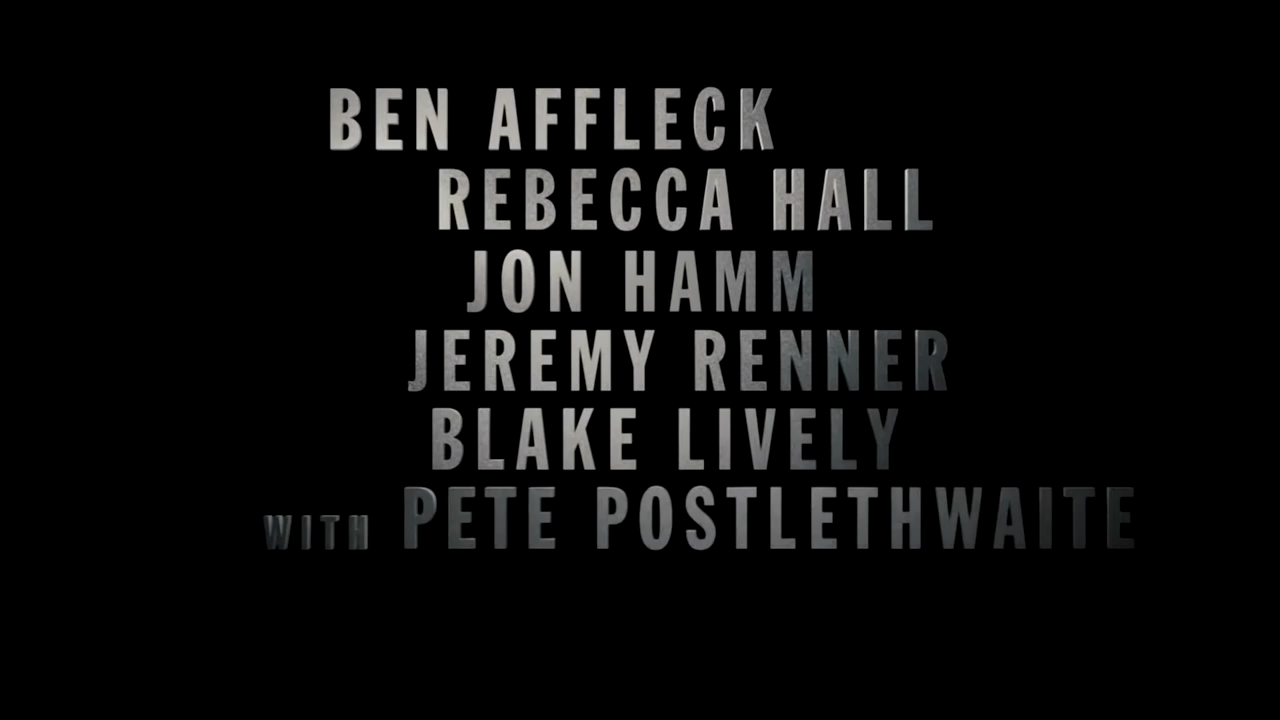 BEN AFFLECK
REBECCA HALL
JON HAMM
JEREMY RENNER
BLAKE LIVELY
WITH PETE POSTLETHWAITE